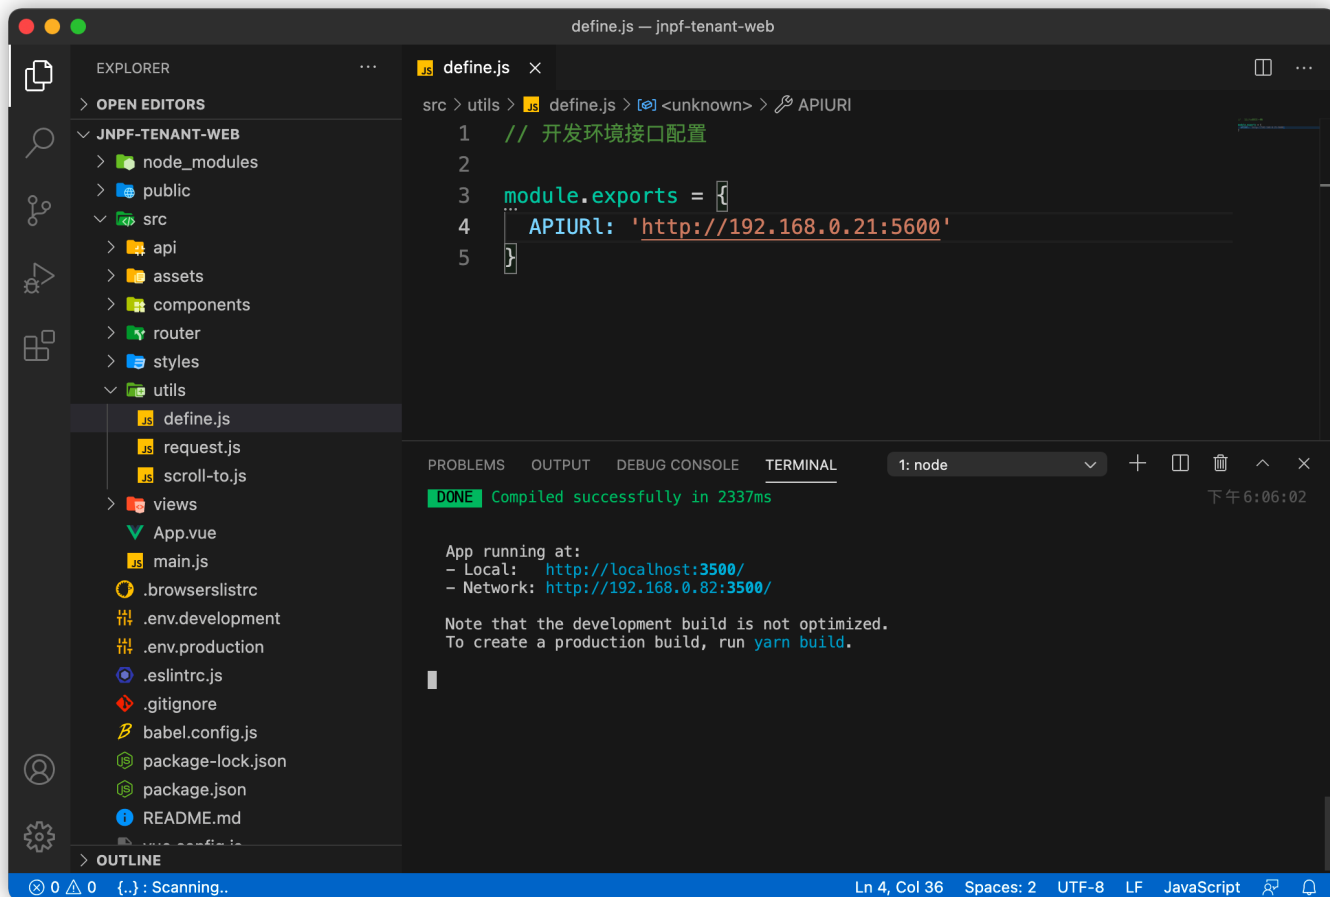 define.js — jnpf-tenant-web
EXPLORER
OPEN EDITORS
JNPF-TENANT-WEB
node_modules
public
src
api
assets
components
router
styles
utils
define.js
request.js
scroll-to.js
views
App.vue
main.js
.browserslistrc
.env.development
.env.production
.eslintrc.js
.gitignore
babel.config.js
package-lock.json
package.json
README.md
OUTLINE
define.js
src > utils > define.js > <unknown> > APIURl
1 // 开发环境接口配置
2
3 module.exports = {
4 APIURl: 'http://192.168.0.21:5600'
5 }
PROBLEMS OUTPUT DEBUG CONSOLE TERMINAL 1: node
DONE Compiled successfully in 2337ms 下午6:06:02
App running at:
- Local: http://localhost:3500/
- Network: http://192.168.0.82:3500/
Note that the development build is not optimized.
To create a production build, run yarn build.
0 0 {..} : Scanning.. Ln 4, Col 36 Spaces: 2 UTF-8 LF JavaScript